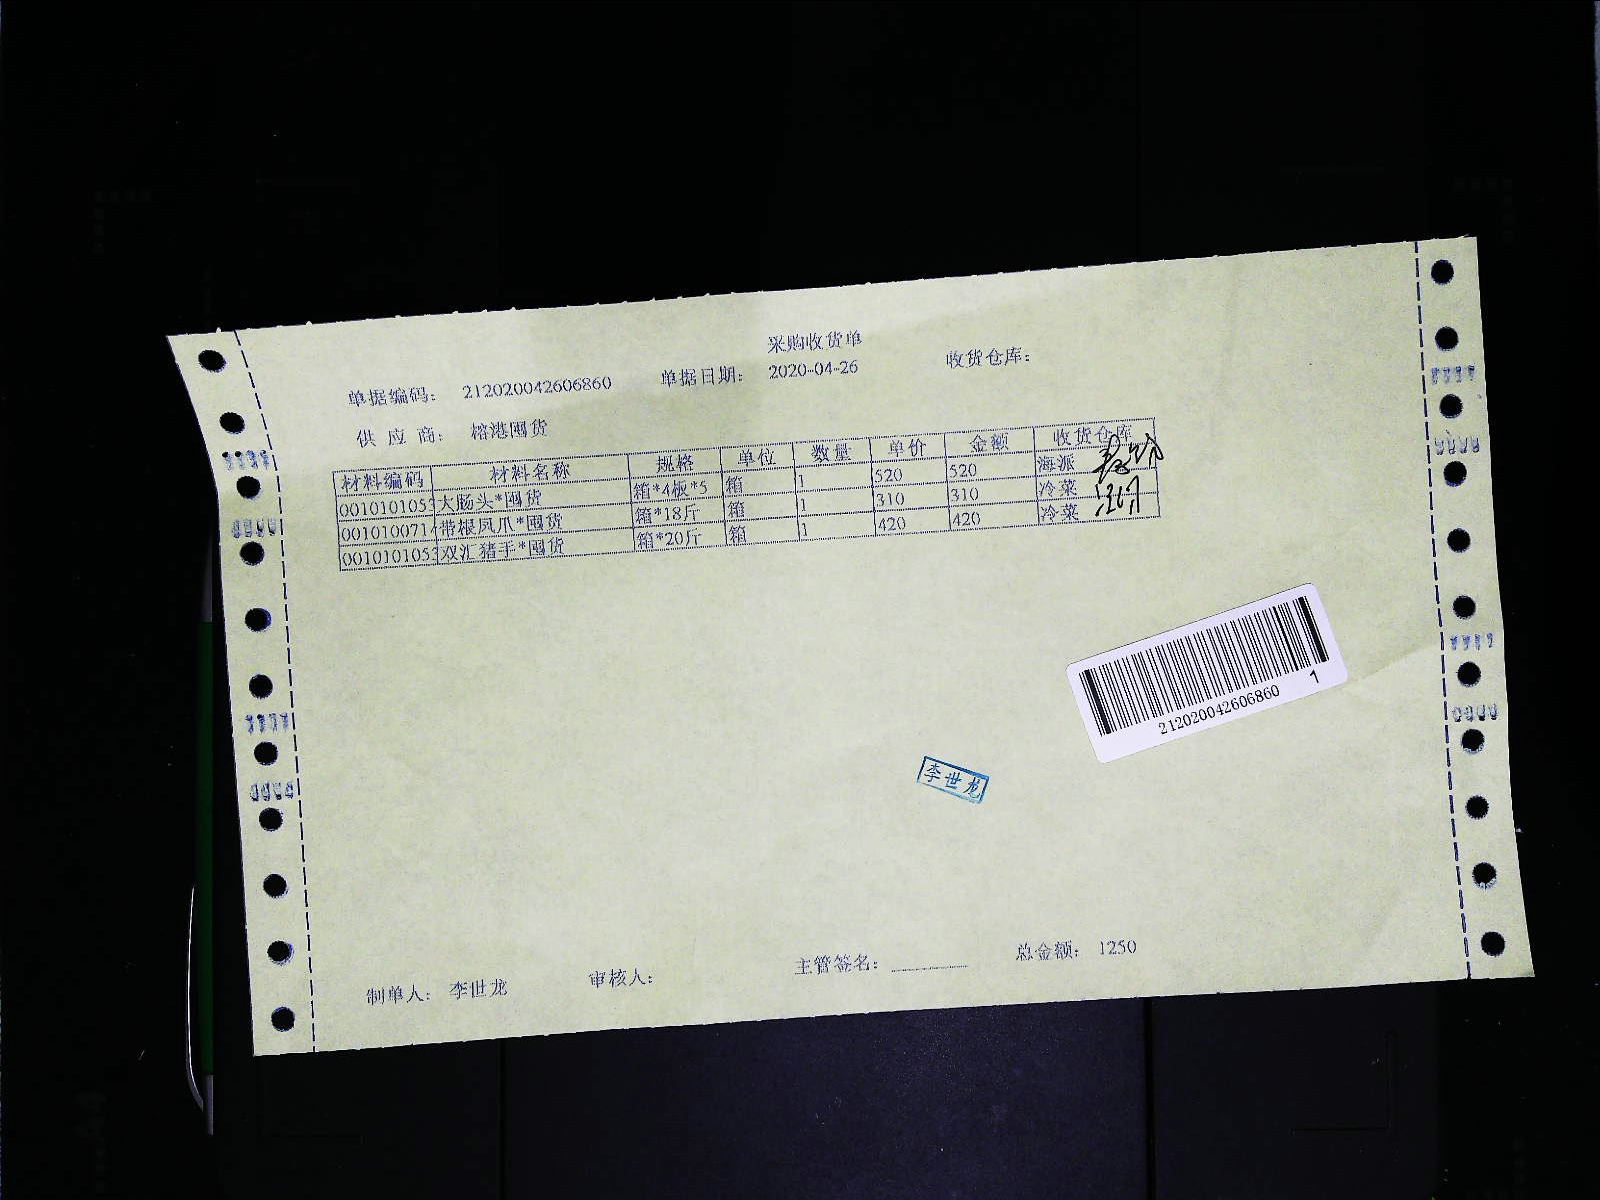 采购收货单
单据编码: 212020042606860 单据日期: 2020-04-26 收货仓库:
供 应 商: 榕港囤货
材料编码 材料名称 规格 单位 数量 单价 金额 收货仓库
0010101053 大肠头*囤货 箱*4板*5 箱 1 520 520 海派
0010100714 带根凤爪*囤货 箱*18斤 箱 1 310 310 冷菜
0010101053 双汇猪手*囤货 箱*20斤 箱 1 420 420 冷菜
212020042606860 1
李世龙
制单人: 李世龙 审核人: 主管签名: 总金额: 1250